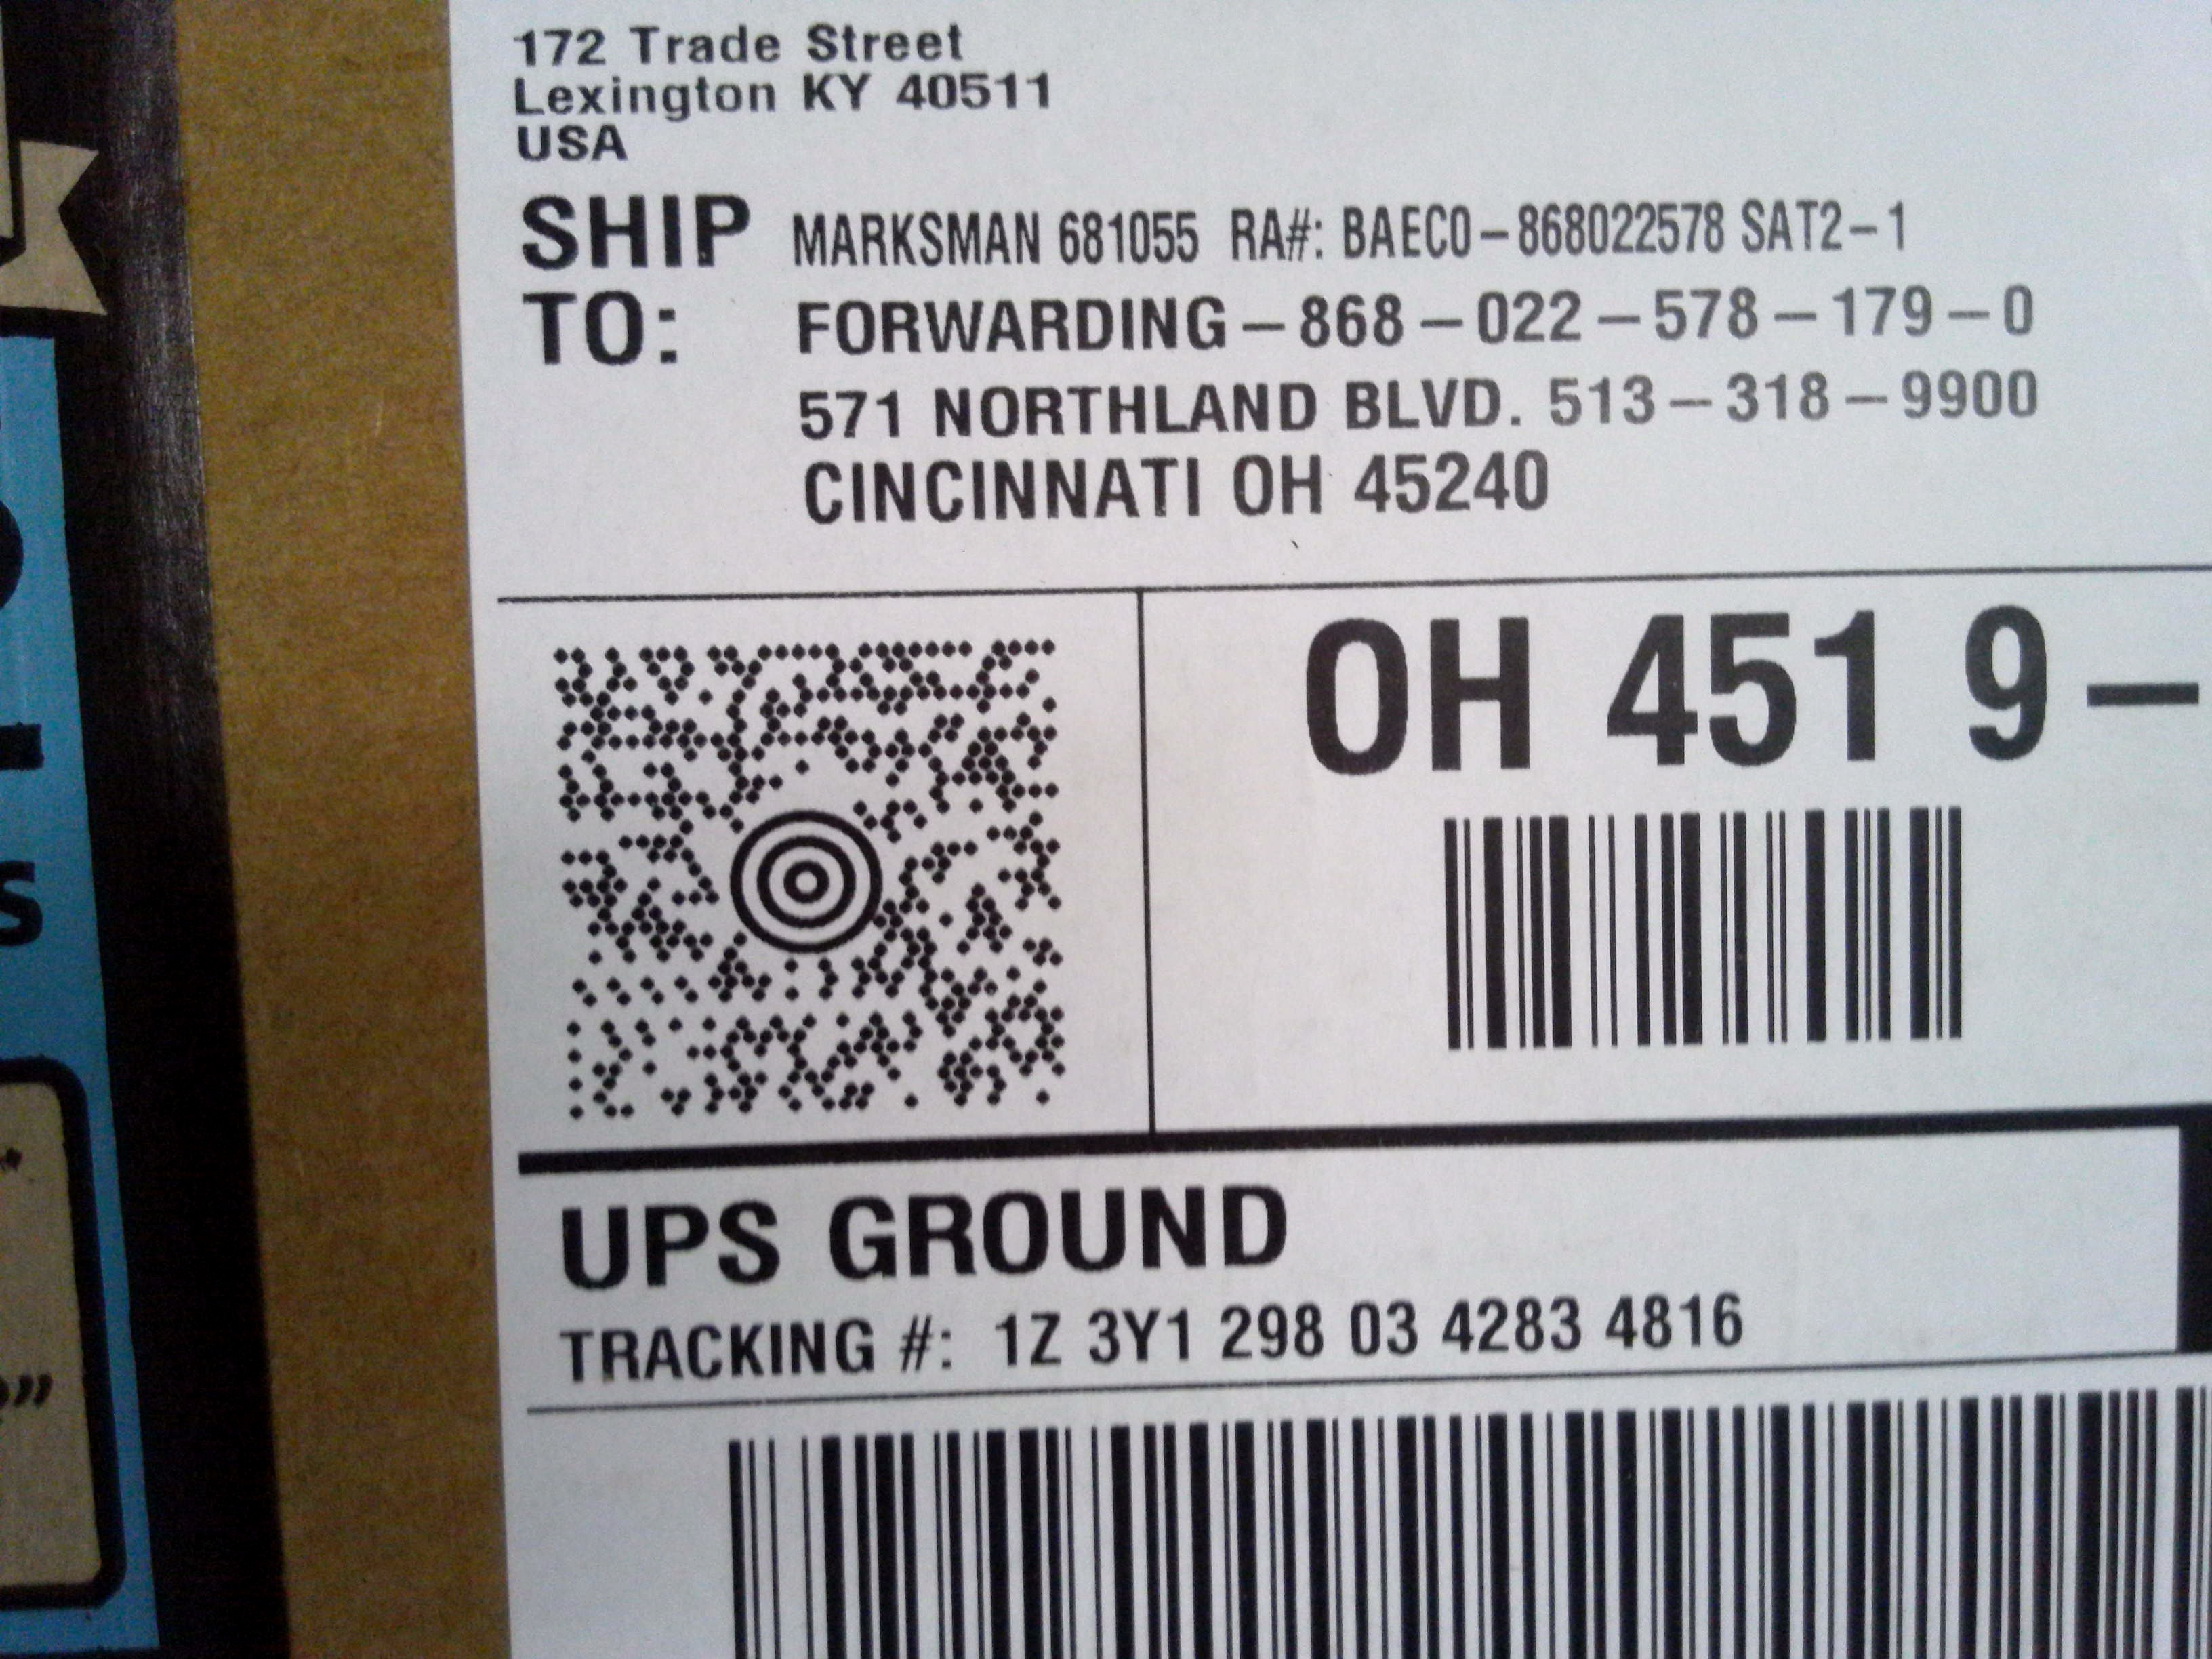 172 Trade Street
Lexington KY 40511
USA
SHIP TO:
MARKSMAN 681055 RA#: BAEC0-868022578 SAT2-1
FORWARDING-868-022-578-179-0
571 NORTHLAND BLVD. 513-318-9900
CINCINNATI OH 45240
OH 451 9-
UPS GROUND
TRACKING #: 1Z 3Y1 298 03 4283 4816